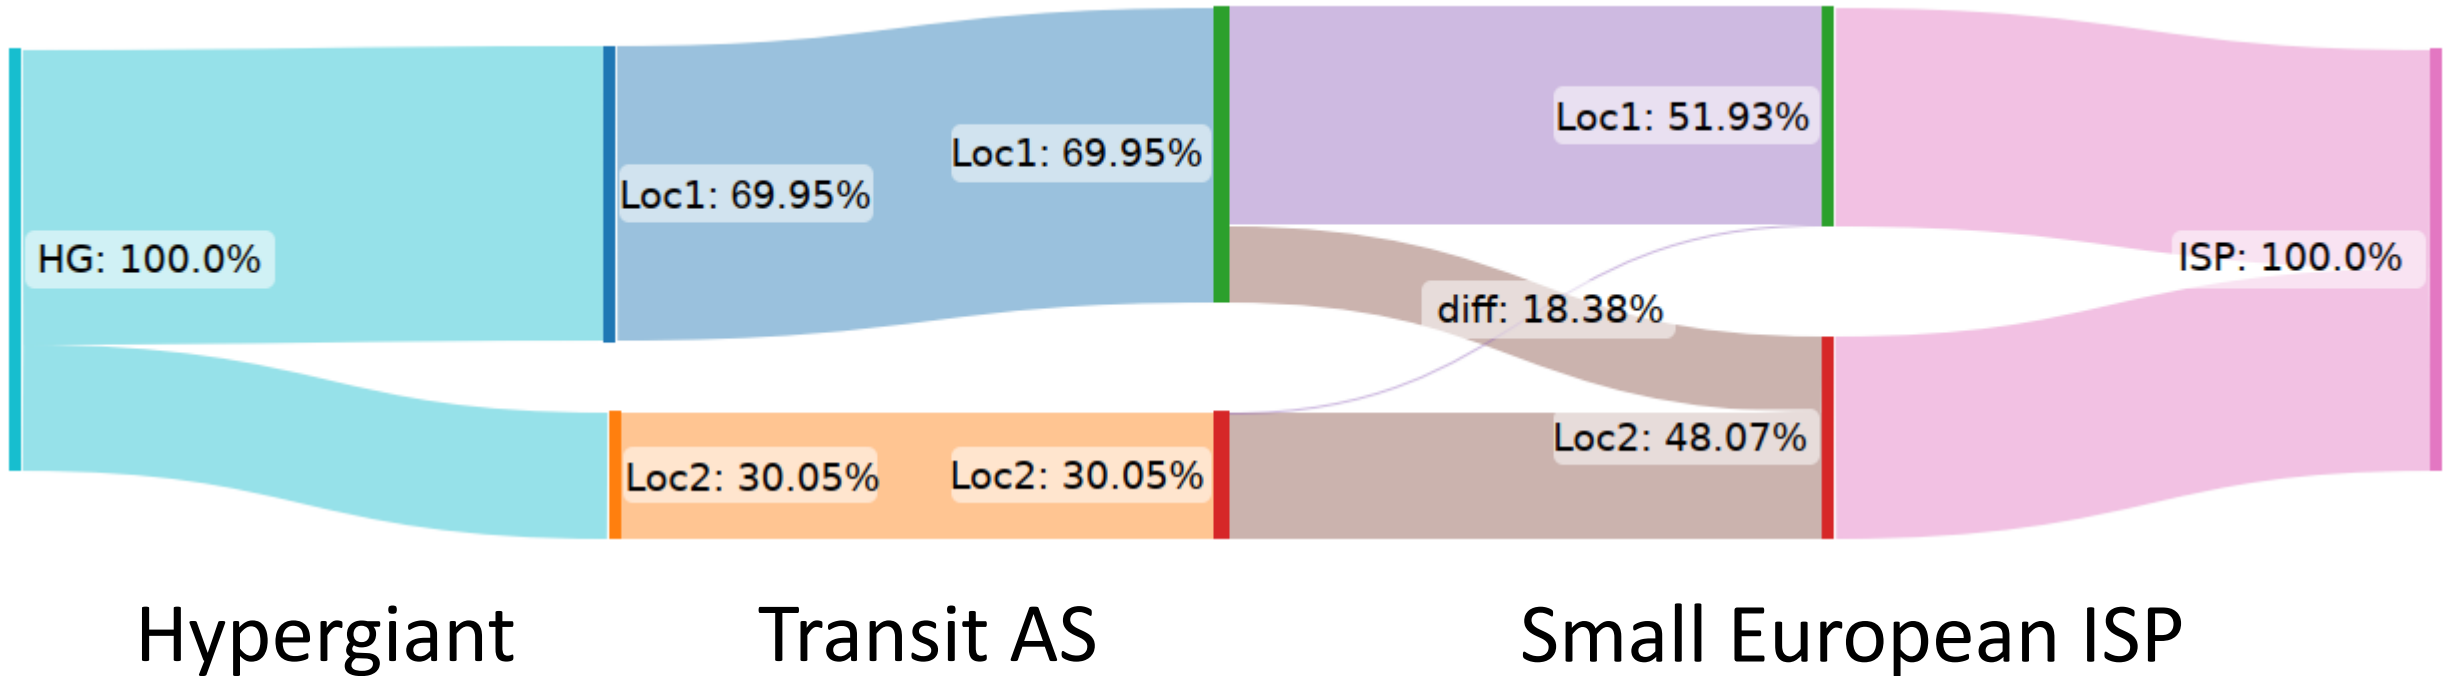 HG: 100.0%
Loc1: 69.95%
Loc1: 69.95%
Loc1: 51.93%
ISP: 100.0%
diff: 18.38%
Loc2: 30.05%
Loc2: 30.05%
Loc2: 48.07%
Hypergiant
Transit AS
Small European ISP